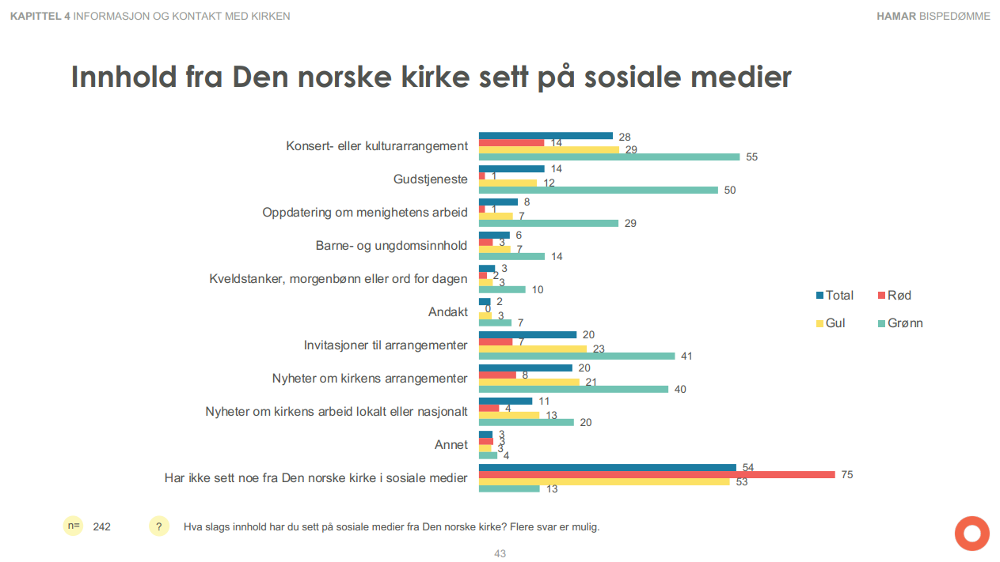 KAPITTEL 4 INFORMASJON OG KONTAKT MED KIRKEN
HAMAR BISPEDØMME
Innhold fra Den norske kirke sett på sosiale medier
Konsert- eller kulturarrangement
28
14
29
55
Gudstjeneste
14
1
12
50
Oppdatering om menighetens arbeid
8
1
7
29
Barne- og ungdomsinnhold
6
3
7
14
Kveldstanker, morgenbønn eller ord for dagen
3
2
3
10
Andakt
2
0
3
7
Invitasjoner til arrangementer
20
7
23
41
Nyheter om kirkens arrangementer
20
8
21
40
Nyheter om kirkens arbeid lokalt eller nasjonalt
11
4
13
20
Annet
3
3
3
4
Har ikke sett noe fra Den norske kirke i sosiale medier
54
75
53
13
Total Rød
Gul Grønn
n= 242
? Hva slags innhold har du sett på sosiale medier fra Den norske kirke? Flere svar er mulig.
43